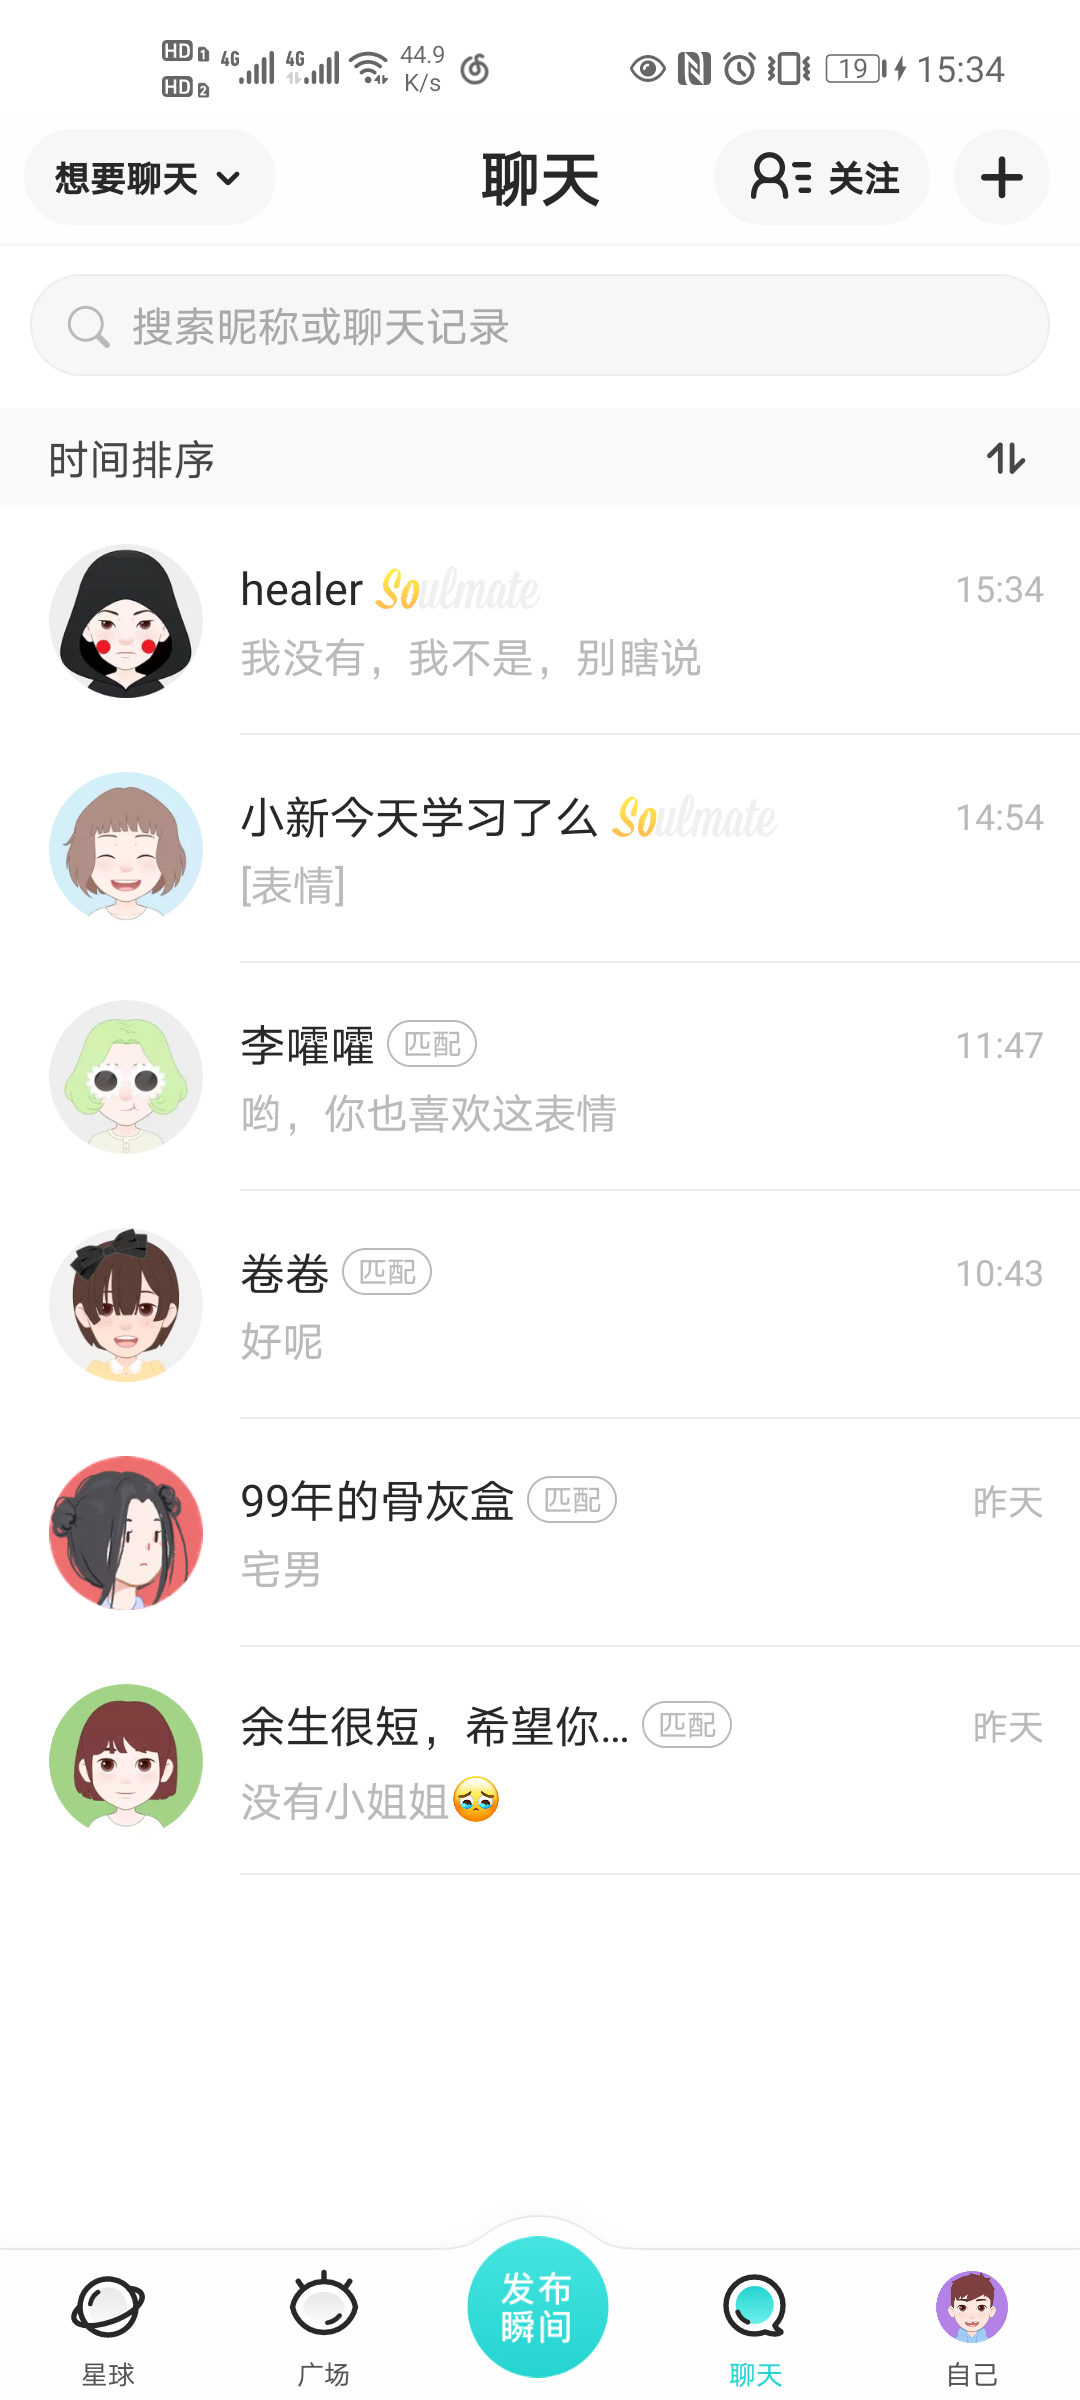 HD 1 4G 4G 44.9 19 15:34
HD 2 K/s
想要聊天 聊天 关注
搜索昵称或聊天记录
时间排序
healer Soulmate 15:34
我没有，我不是，别瞎说
小新今天学习了么 Soulmate 14:54
[表情]
李嚯嚯 匹配 11:47
哟，你也喜欢这表情
卷卷 匹配 10:43
好呢
99年的骨灰盒 匹配 昨天
宅男
余生很短，希望你... 匹配 昨天
没有小姐姐😥
发布
瞬间
星球 广场 聊天 自己